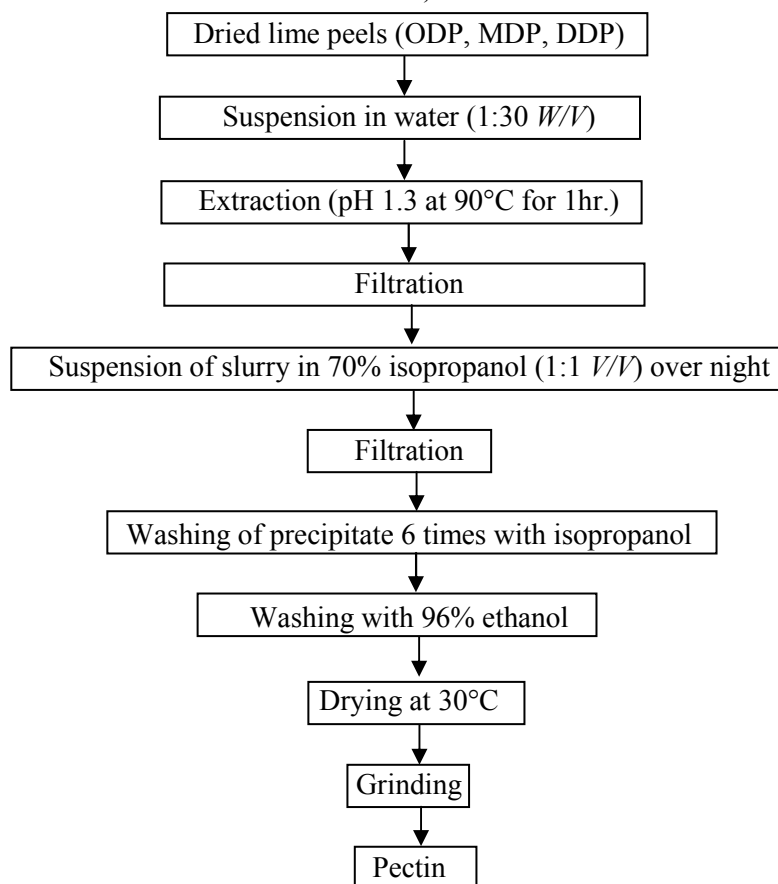 Dried lime peels (ODP, MDP, DDP)
Suspension in water (1:30 W/V)
Extraction (pH 1.3 at 90°C for 1hr.)
Filtration
Suspension of slurry in 70% isopropanol (1:1 V/V) over night
Filtration
Washing of precipitate 6 times with isopropanol
Washing with 96% ethanol
Drying at 30°C
Grinding
Pectin